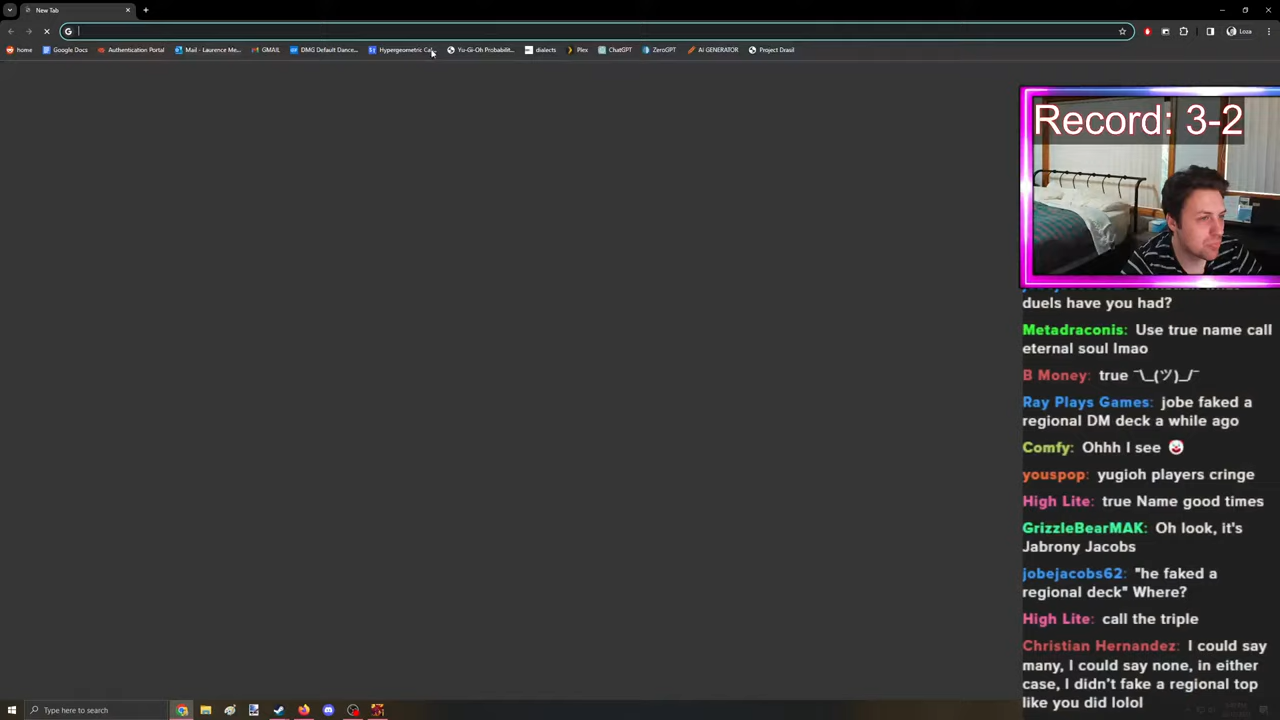 New Tab
home Google Docs Authentication Portal Mail - Laurence Me... GMAIL DMG Default Dance... Hypergeometric Cal... Yu-Gi-Oh Probabilit... dialects Plex ChatGPT ZeroGPT AI GENERATOR Project Drasil
Loza
Record: 3-2
duels have you had?
Metadraconis: Use true name call
eternal soul lmao
B Money: true ¯\_(ツ)_/¯
Ray Plays Games: jobe faked a
regional DM deck a while ago
Comfy: Ohhh I see 🤡
youspop: yugioh players cringe
High Lite: true Name good times
GrizzleBearMAK: Oh look, it's
Jabrony Jacobs
jobejacobs62: "he faked a
regional deck" Where?
High Lite: call the triple
Christian Hernandez: I could say
many, I could say none, in either
case, I didn't fake a regional top
like you did lolol
Type here to search